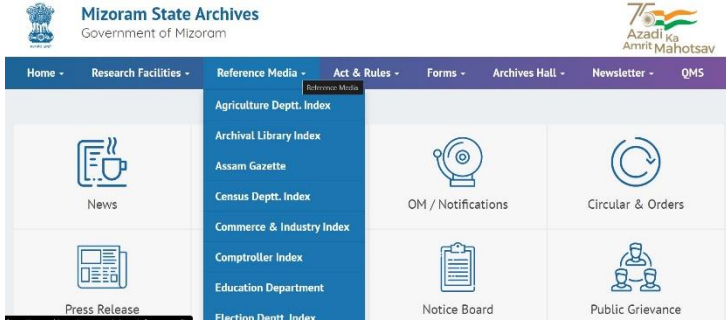 Mizoram State Archives
Government of Mizoram
75
Azadi Ka
Amrit Mahotsav
Home Research Facilities Reference Media Act & Rules Forms Archives Hall Newsletter QMS
Reference Media
Agriculture Deptt. Index
Archival Library Index
Assam Gazette
Census Deptt. Index
Commerce & Industry Index
Comptroller Index
Education Department
Election Deptt. Index
News
OM / Notifications
Circular & Orders
Press Release
Notice Board
Public Grievance